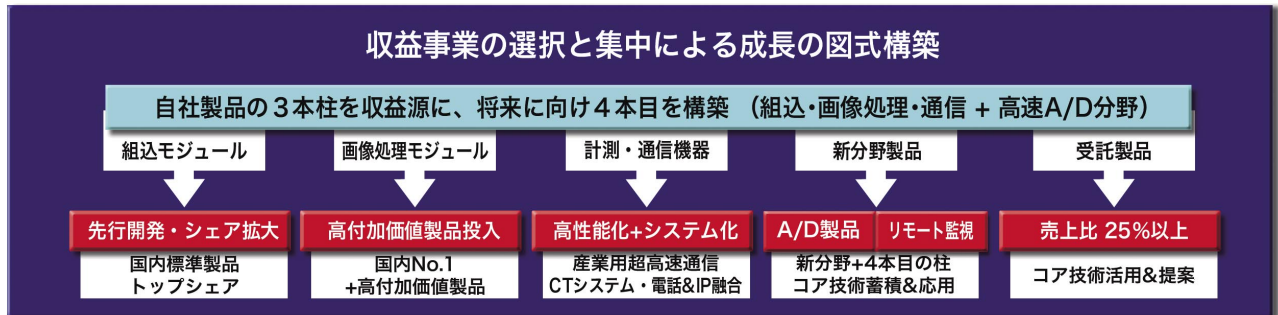 収益事業の選択と集中による成長の図式構築
自社製品の３本柱を収益源に、将来に向け４本目を構築 （組込・画像処理・通信 + 高速A/D分野）
組込モジュール
画像処理モジュール
計測・通信機器
新分野製品
受託製品
先行開発・シェア拡大
高付加価値製品投入
高性能化+システム化
A/D製品
リモート監視
売上比 25%以上
国内標準製品
トップシェア
国内No.1
+高付加価値製品
産業用超高速通信
CTシステム・電話&IP融合
新分野+4本目の柱
コア技術蓄積&応用
コア技術活用&提案